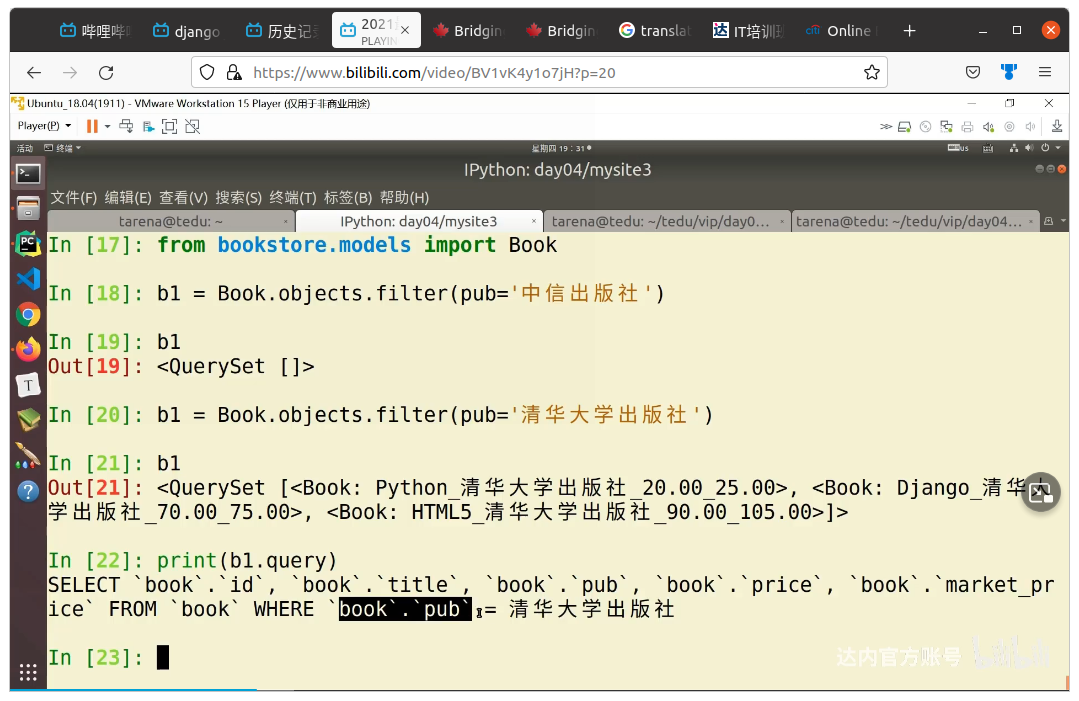 哔哩哔哩
django
历史记录
2021
PLAYIN
Bridgin
Bridgin
translat
IT培训班
Online
https://www.bilibili.com/video/BV1vK4y1o7jH?p=20
Ubuntu_18.04(1911) - VMware Workstation 15 Player (仅用于非商业用途)
Player(P)
活动 终端 星期四 19：31 us
IPython: day04/mysite3
文件(F) 编辑(E) 查看(V) 搜索(S) 终端(T) 标签(B) 帮助(H)
tarena@tedu: ~ IPython: day04/mysite3 tarena@tedu: ~/tedu/vip/day0... tarena@tedu: ~/tedu/vip/day04...
In [17]: from bookstore.models import Book
In [18]: b1 = Book.objects.filter(pub='中信出版社')
In [19]: b1
Out[19]: <QuerySet []>
In [20]: b1 = Book.objects.filter(pub='清华大学出版社')
In [21]: b1
Out[21]: <QuerySet [<Book: Python_清华大学出版社_20.00_25.00>, <Book: Django_清华大
学出版社_70.00_75.00>, <Book: HTML5_清华大学出版社_90.00_105.00>]>
In [22]: print(b1.query)
SELECT `book`.`id`, `book`.`title`, `book`.`pub`, `book`.`price`, `book`.`market_pr
ice` FROM `book` WHERE `book`.`pub` = 清华大学出版社
In [23]:
达内官方账号 bilibili